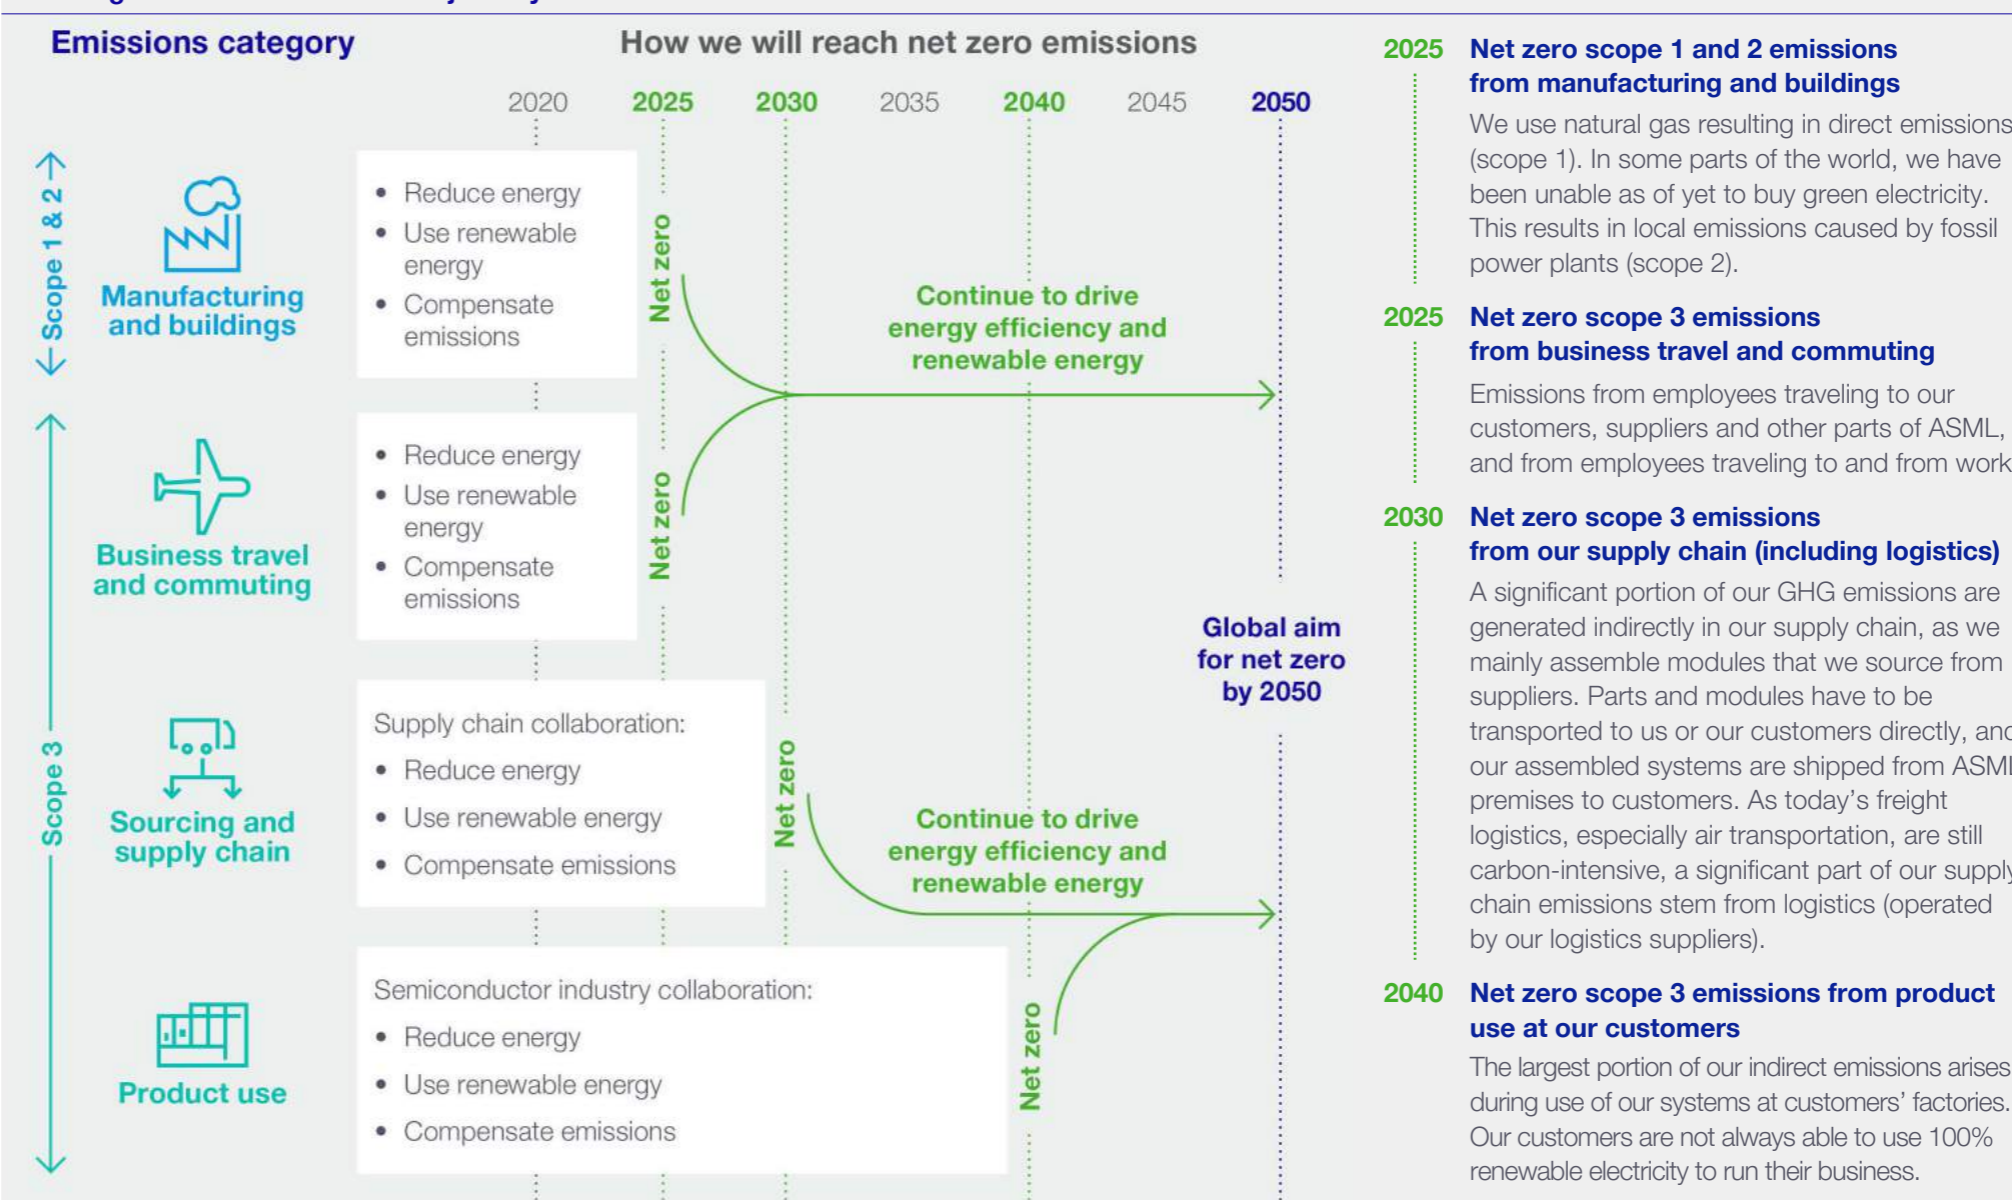 Emissions category
How we will reach net zero emissions
2020 2025 2030 2035 2040 2045 2050
Scope 1 & 2
Manufacturing
and buildings
• Reduce energy
• Use renewable
energy
• Compensate
emissions
Net zero
Continue to drive
energy efficiency and
renewable energy
Scope 3
Business travel
and commuting
• Reduce energy
• Use renewable
energy
• Compensate
emissions
Net zero
Global aim
for net zero
by 2050
Sourcing and
supply chain
Supply chain collaboration:
• Reduce energy
• Use renewable energy
• Compensate emissions
Net zero
Continue to drive
energy efficiency and
renewable energy
Product use
Semiconductor industry collaboration:
• Reduce energy
• Use renewable energy
• Compensate emissions
Net zero
2025 Net zero scope 1 and 2 emissions
from manufacturing and buildings
We use natural gas resulting in direct emissions
(scope 1). In some parts of the world, we have
been unable as of yet to buy green electricity.
This results in local emissions caused by fossil
power plants (scope 2).
2025 Net zero scope 3 emissions
from business travel and commuting
Emissions from employees traveling to our
customers, suppliers and other parts of ASML,
and from employees traveling to and from work
2030 Net zero scope 3 emissions
from our supply chain (including logistics)
A significant portion of our GHG emissions are
generated indirectly in our supply chain, as we
mainly assemble modules that we source from
suppliers. Parts and modules have to be
transported to us or our customers directly, and
our assembled systems are shipped from ASML
premises to customers. As today's freight
logistics, especially air transportation, are still
carbon-intensive, a significant part of our supply
chain emissions stem from logistics (operated
by our logistics suppliers).
2040 Net zero scope 3 emissions from product
use at our customers
The largest portion of our indirect emissions arises
during use of our systems at customers' factories.
Our customers are not always able to use 100%
renewable electricity to run their business.